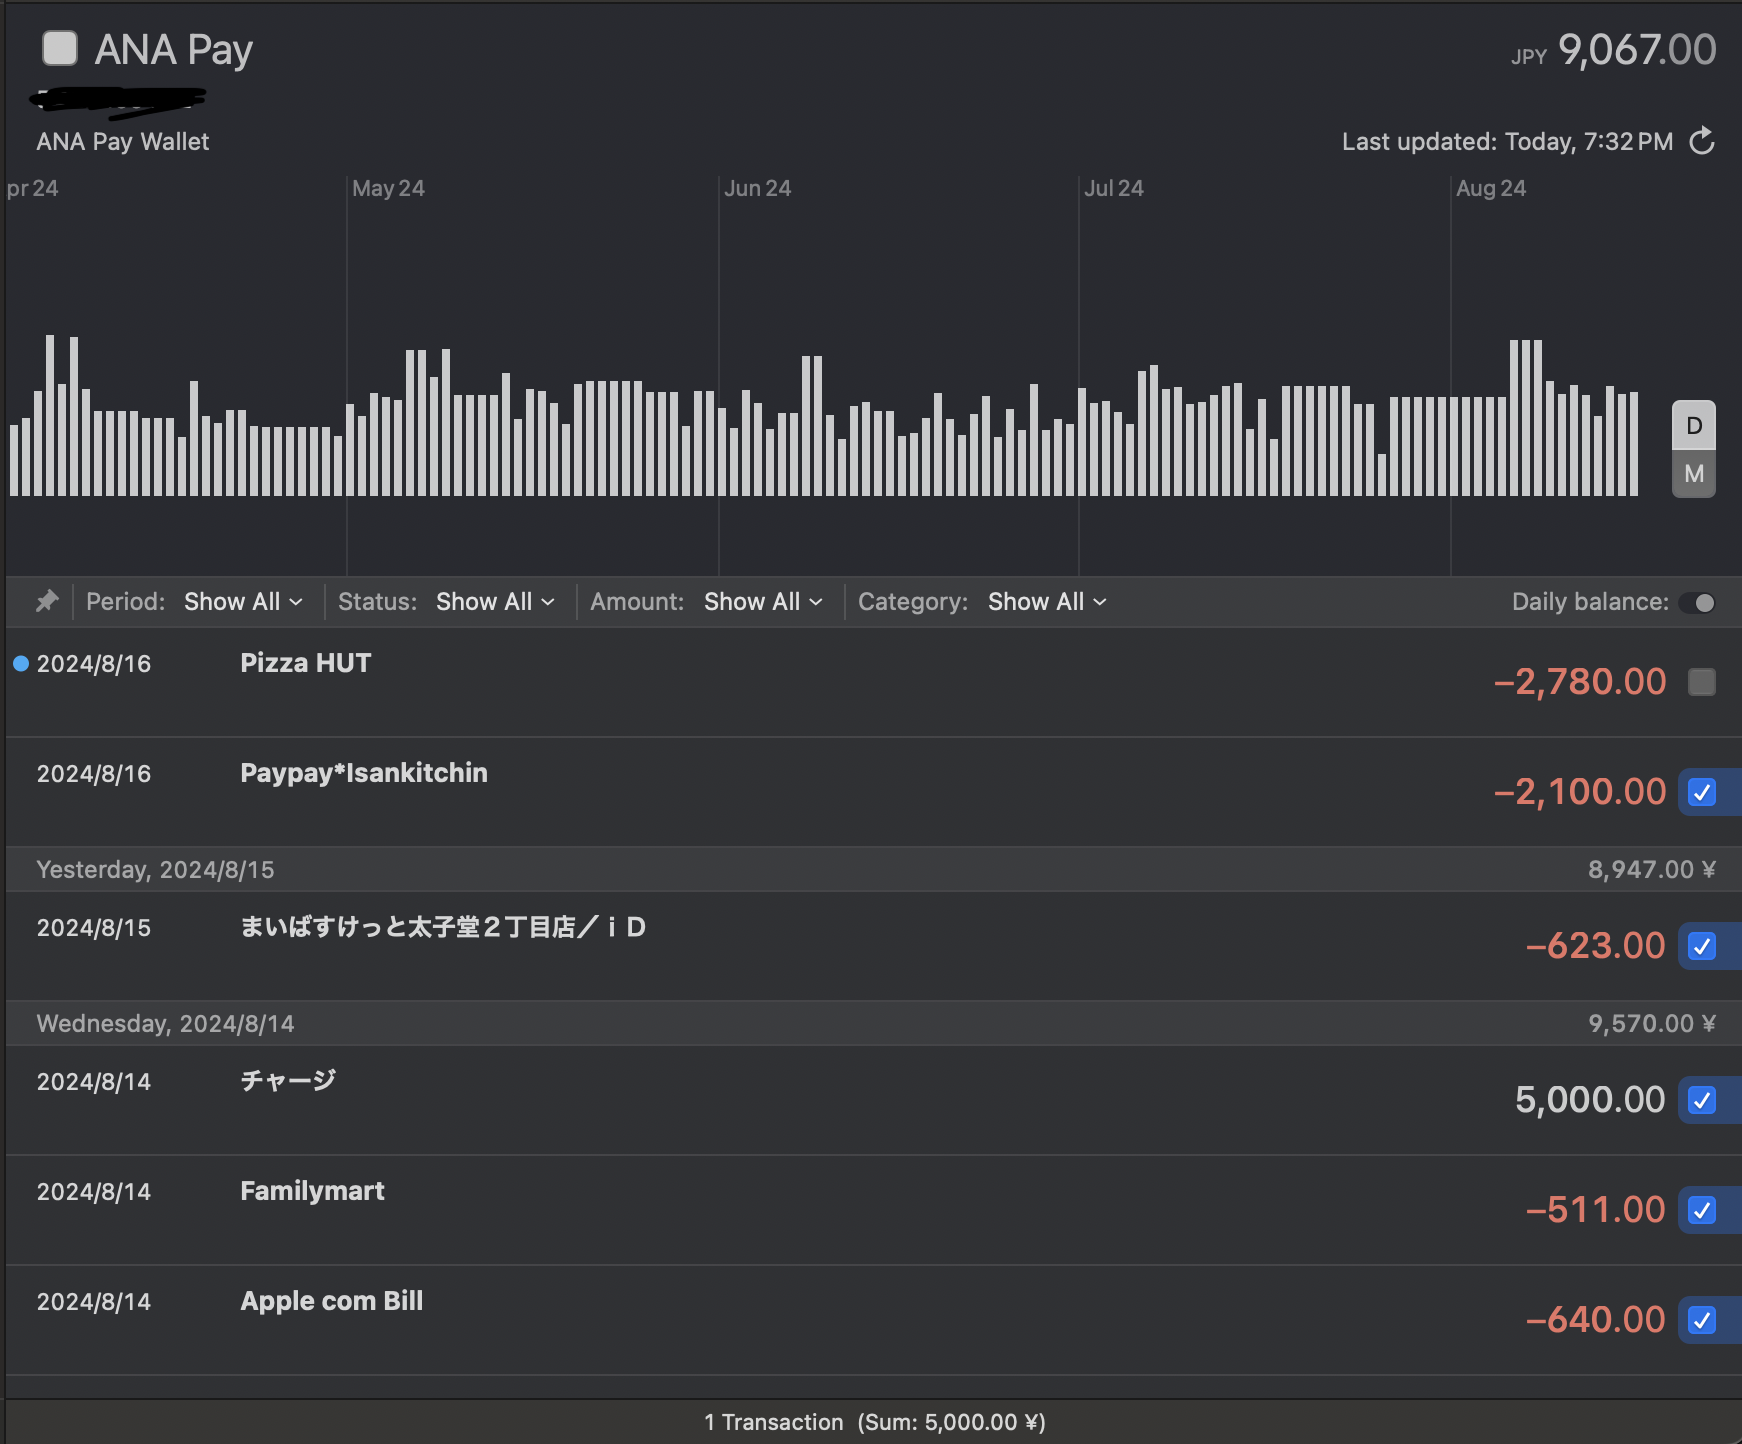 ANA Pay
JPY 9,067.00
ANA Pay Wallet
Last updated: Today, 7:32 PM
pr 24 May 24 Jun 24 Jul 24 Aug 24
D
M
Period: Show All Status: Show All Amount: Show All Category: Show All Daily balance:
2024/8/16 Pizza HUT −2,780.00
2024/8/16 Paypay*Isankitchin −2,100.00
Yesterday, 2024/8/15 8,947.00 ¥
2024/8/15 まいばすけっと太子堂２丁目店／ｉＤ −623.00
Wednesday, 2024/8/14 9,570.00 ¥
2024/8/14 チャージ 5,000.00
2024/8/14 Familymart −511.00
2024/8/14 Apple com Bill −640.00
1 Transaction (Sum: 5,000.00 ¥)